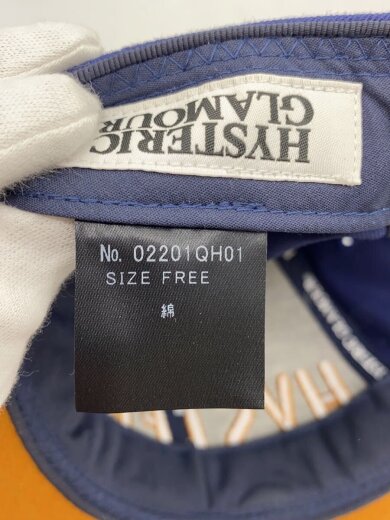 HYSTERIC
GLAMOUR
No. 02201QH01
SIZE FREE
綿